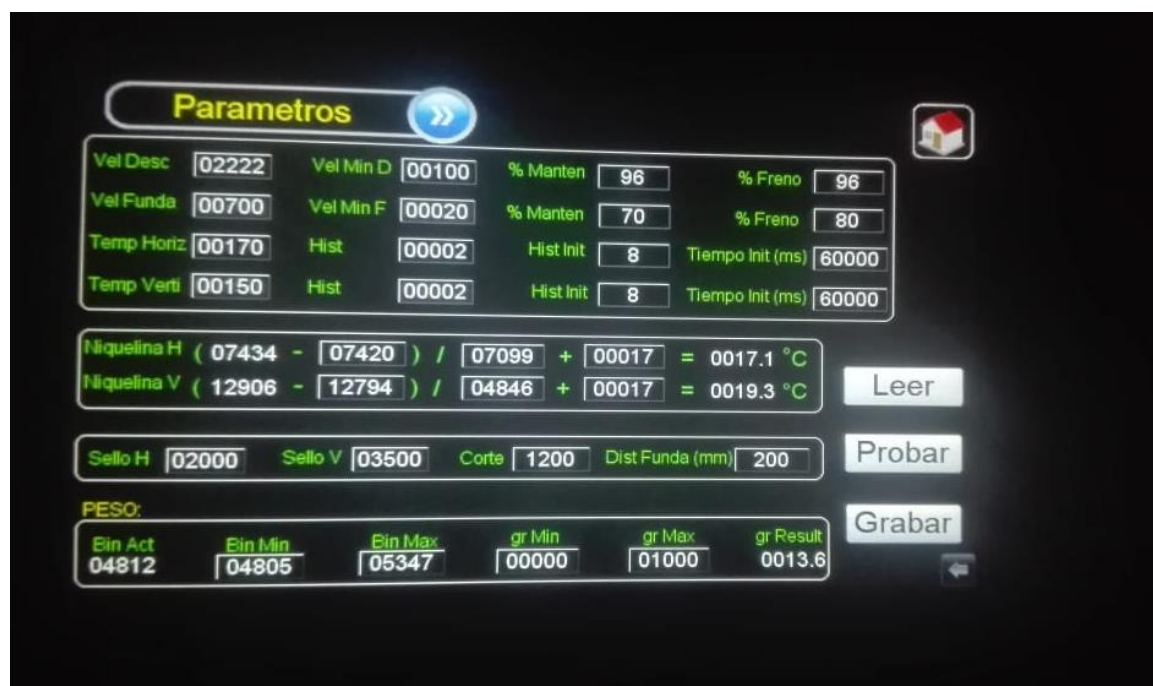 Parametros
Vel Desc 02222 Vel Min D 00100 % Manten 96 % Freno 96
Vel Funda 00700 Vel Min F 00020 % Manten 70 % Freno 80
Temp Horiz 00170 Hist 00002 Hist Init 8 Tiempo Init (ms) 60000
Temp Verti 00150 Hist 00002 Hist Init 8 Tiempo Init (ms) 60000
Niquelina H ( 07434 - 07420 ) / 07099 + 00017 = 0017.1 °C
Niquelina V ( 12906 - 12794 ) / 04846 + 00017 = 0019.3 °C
Leer
Sello H 02000 Sello V 03500 Corte 1200 Dist Funda (mm) 200
Probar
PESO:
Bin Act Bin Min Bin Max gr Min gr Max gr Result
04812 04805 05347 00000 01000 0013.6
Grabar